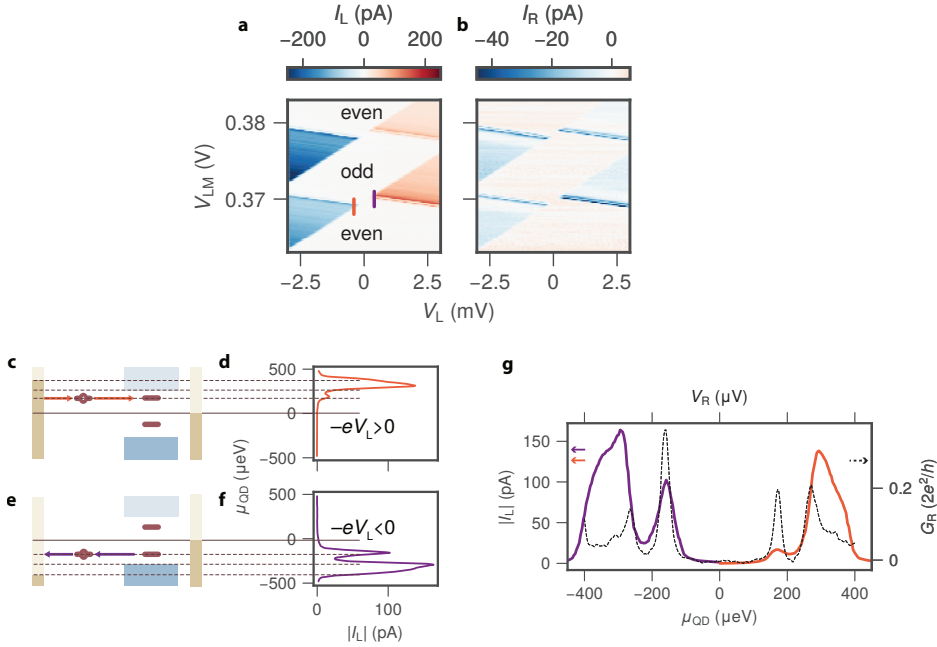 I_L (pA) I_R (pA)
a −200 0 200 b −40 −20 0
V_LM (V)
0.38
0.37
even
odd
even
−2.5 0 2.5 −2.5 0 2.5
V_L (mV)
c d
500
0
−500
−eV_L>0
μ_QD (μeV)
e f
500
0
−500
−eV_L<0
0 100
|I_L| (pA)
g
V_R (μV)
150
100
50
0
|I_L| (pA)
0.2
0
G_R (2e²/h)
−400 −200 0 200 400
μ_QD (μeV)